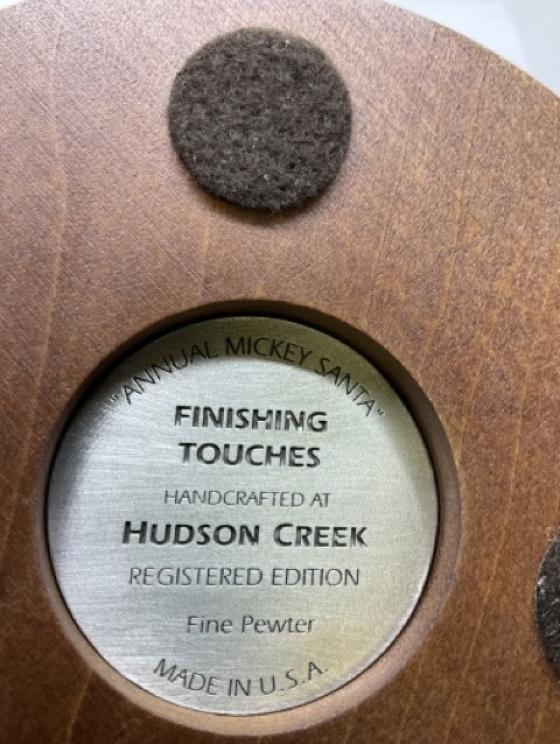 "ANNUAL MICKEY SANTA"
FINISHING
TOUCHES
HANDCRAFTED AT
HUDSON CREEK
REGISTERED EDITION
Fine Pewter
MADE IN U.S.A.